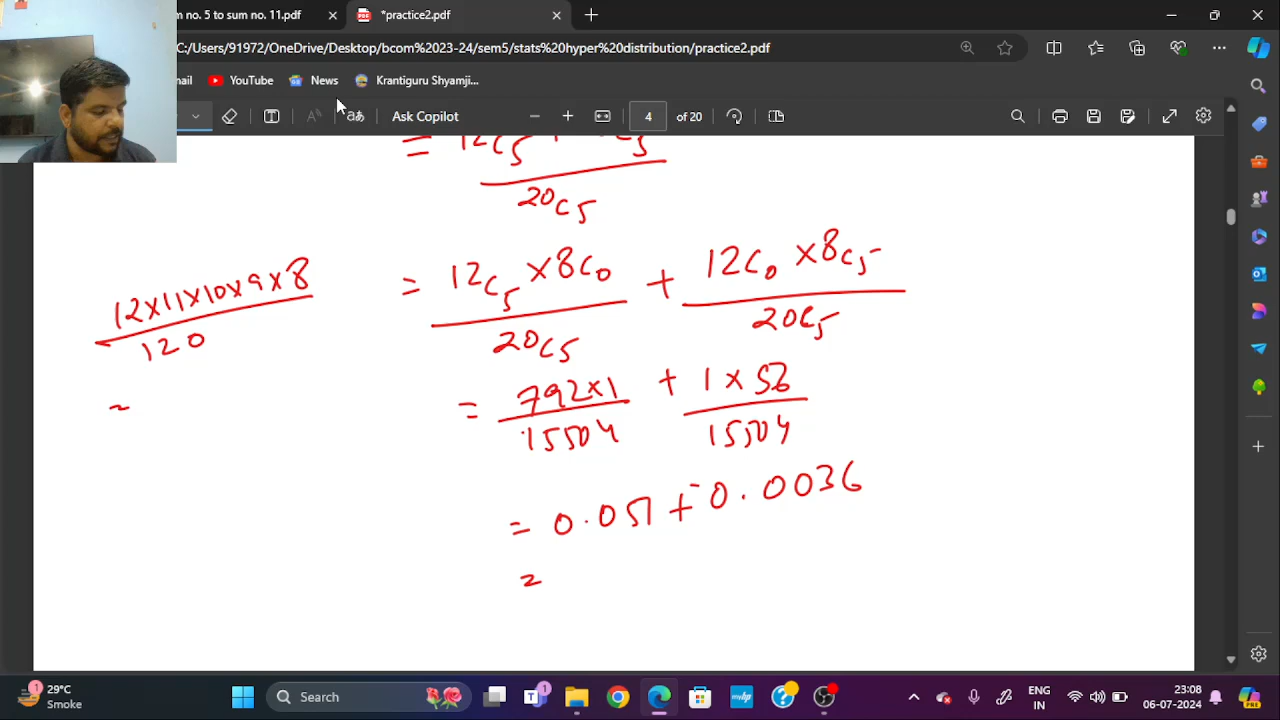 no. 5 to sum no. 11.pdf
*practice2.pdf
C:/Users/91972/OneDrive/Desktop/bcom%2023-24/sem5/stats%20hyper%20distribution/practice2.pdf
YouTube
News
Krantiguru Shyamji...
Ask Copilot
4 of 20
20C5
12×11×10×9×8
120
=
= 12C5×8C0 + 12C0×8C5
20C5 20C5
= 792×1 + 1×56
15504 15504
= 0.051 + 0.0036
=
29°C
Smoke
Search
ENG
IN
23:08
06-07-2024